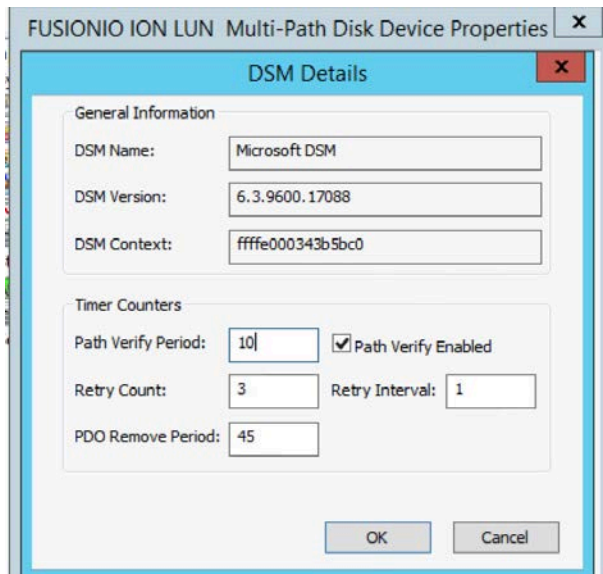 FUSIONIO ION LUN Multi-Path Disk Device Properties x
DSM Details x
General Information
DSM Name: Microsoft DSM
DSM Version: 6.3.9600.17088
DSM Context: ffffe000343b5bc0
Timer Counters
Path Verify Period: 10 Path Verify Enabled
Retry Count: 3 Retry Interval: 1
PDO Remove Period: 45
OK Cancel